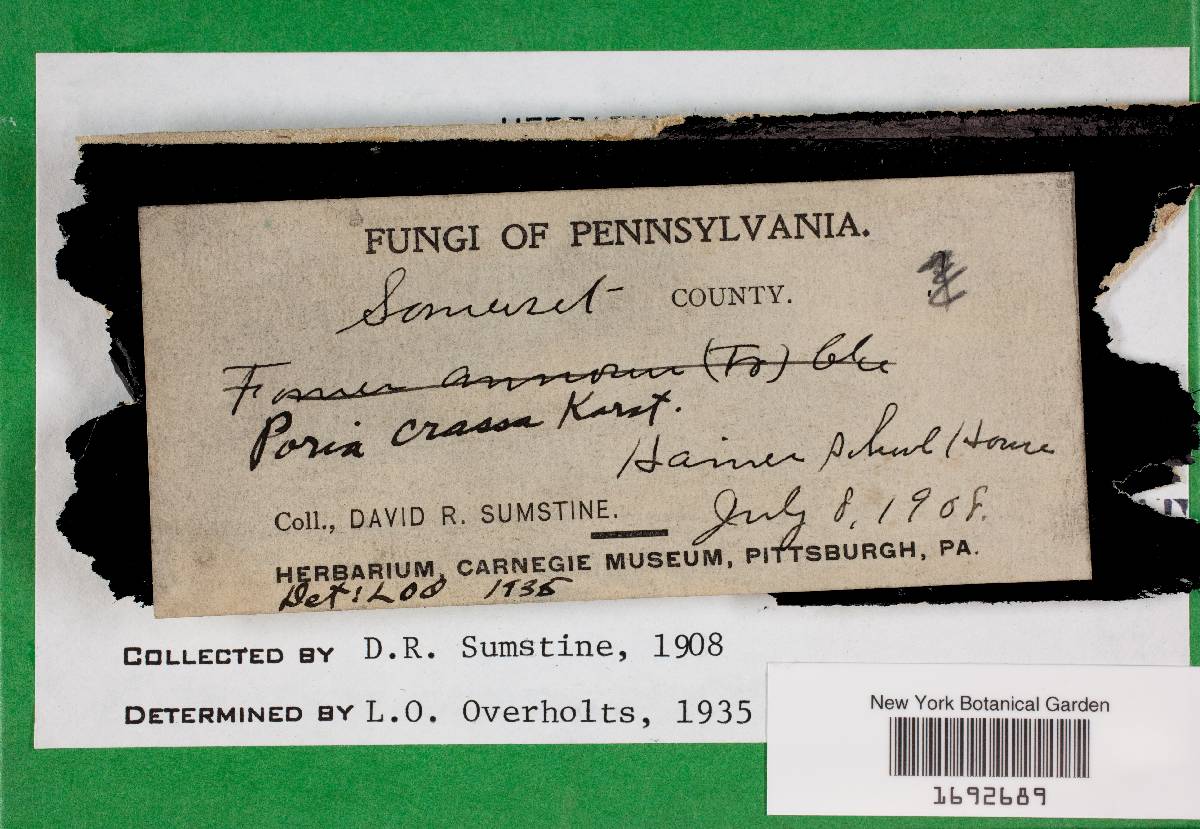 FUNGI OF PENNSYLVANIA.
Somerset COUNTY.
Fomes annosus (Fr) Cke
Poria crassa Karst.
Hainer School House
Coll., DAVID R. SUMSTINE. July 8, 1908.
HERBARIUM, CARNEGIE MUSEUM, PITTSBURGH, PA.
Det: LOO 1935
COLLECTED BY D.R. Sumstine, 1908
DETERMINED BY L.O. Overholts, 1935
New York Botanical Garden
1692689